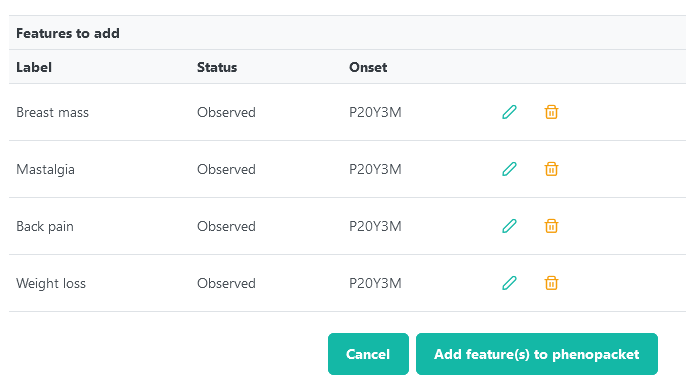 Features to add
Label Status Onset
Breast mass Observed P20Y3M
Mastalgia Observed P20Y3M
Back pain Observed P20Y3M
Weight loss Observed P20Y3M
Cancel Add feature(s) to phenopacket